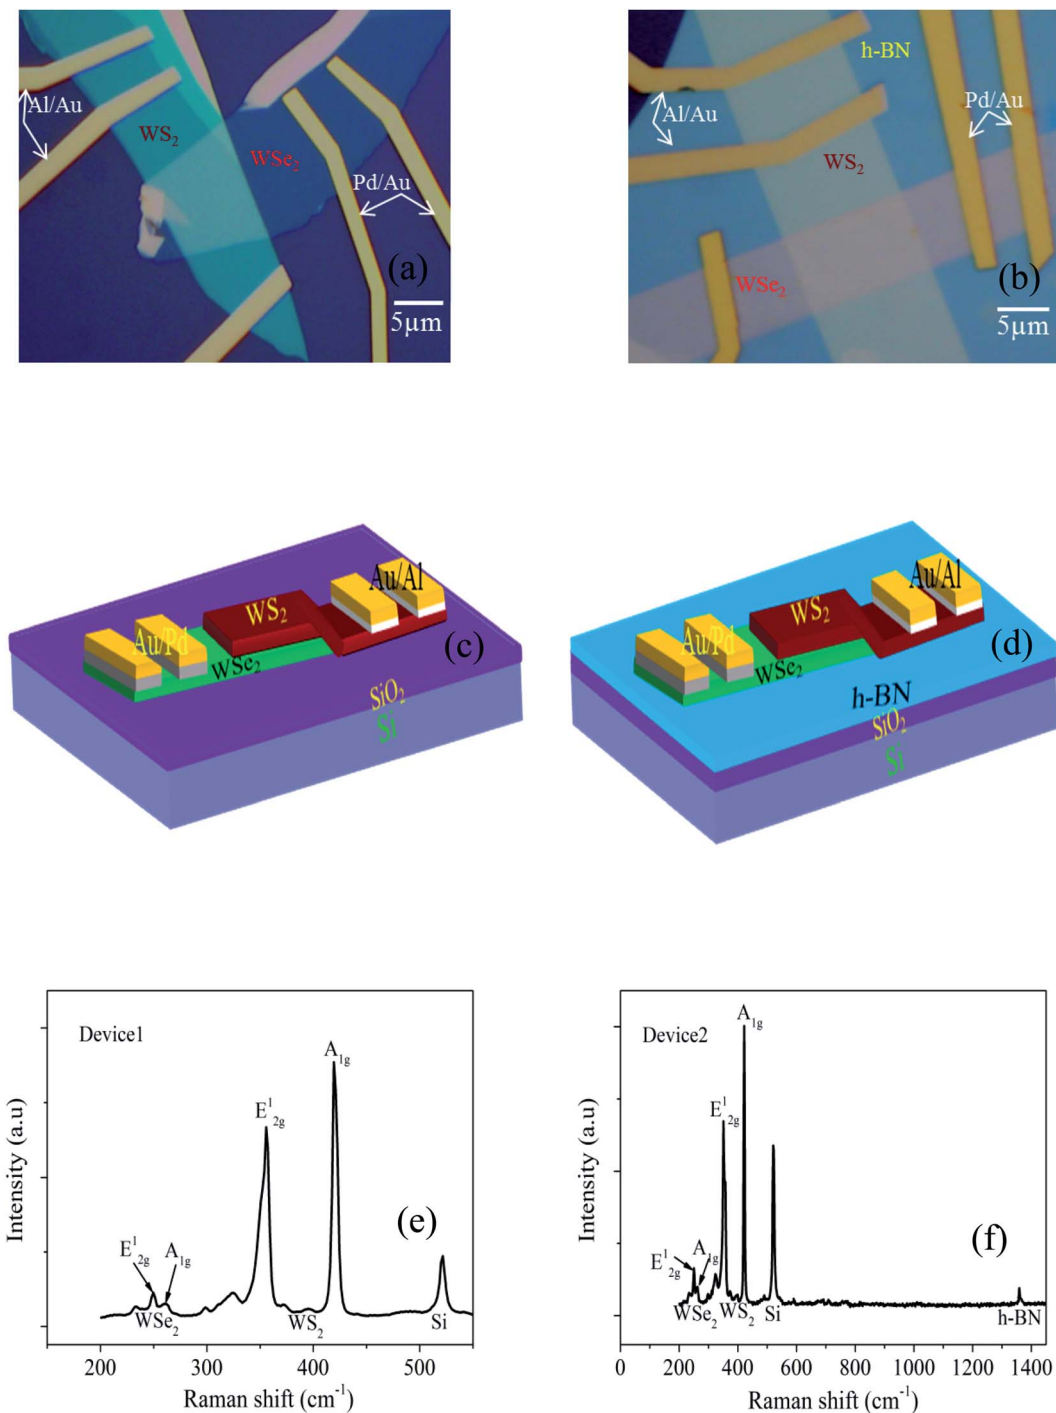 Al/Au
WS₂
WSe₂
Pd/Au
(a)
5μm
h-BN
Al/Au
Pd/Au
WS₂
WSe₂
(b)
5μm
Au/Al
WS₂
Au/Pd
WSe₂
(c)
SiO₂
Si
Au/Al
WS₂
Au/Pd
WSe₂
(d)
h-BN
SiO₂
Si
Device1
A₁g
E¹₂g
E¹₂g
A₁g
(e)
WSe₂
WS₂
Si
200 300 400 500
Raman shift (cm⁻¹)
Intensity (a.u)
Device2
A₁g
E¹₂g
E¹₂g
A₁g
(f)
WSe₂
WS₂
Si
h-BN
0 200 400 600 800 1000 1200 1400
Raman shift (cm⁻¹)
Intensity (a.u)